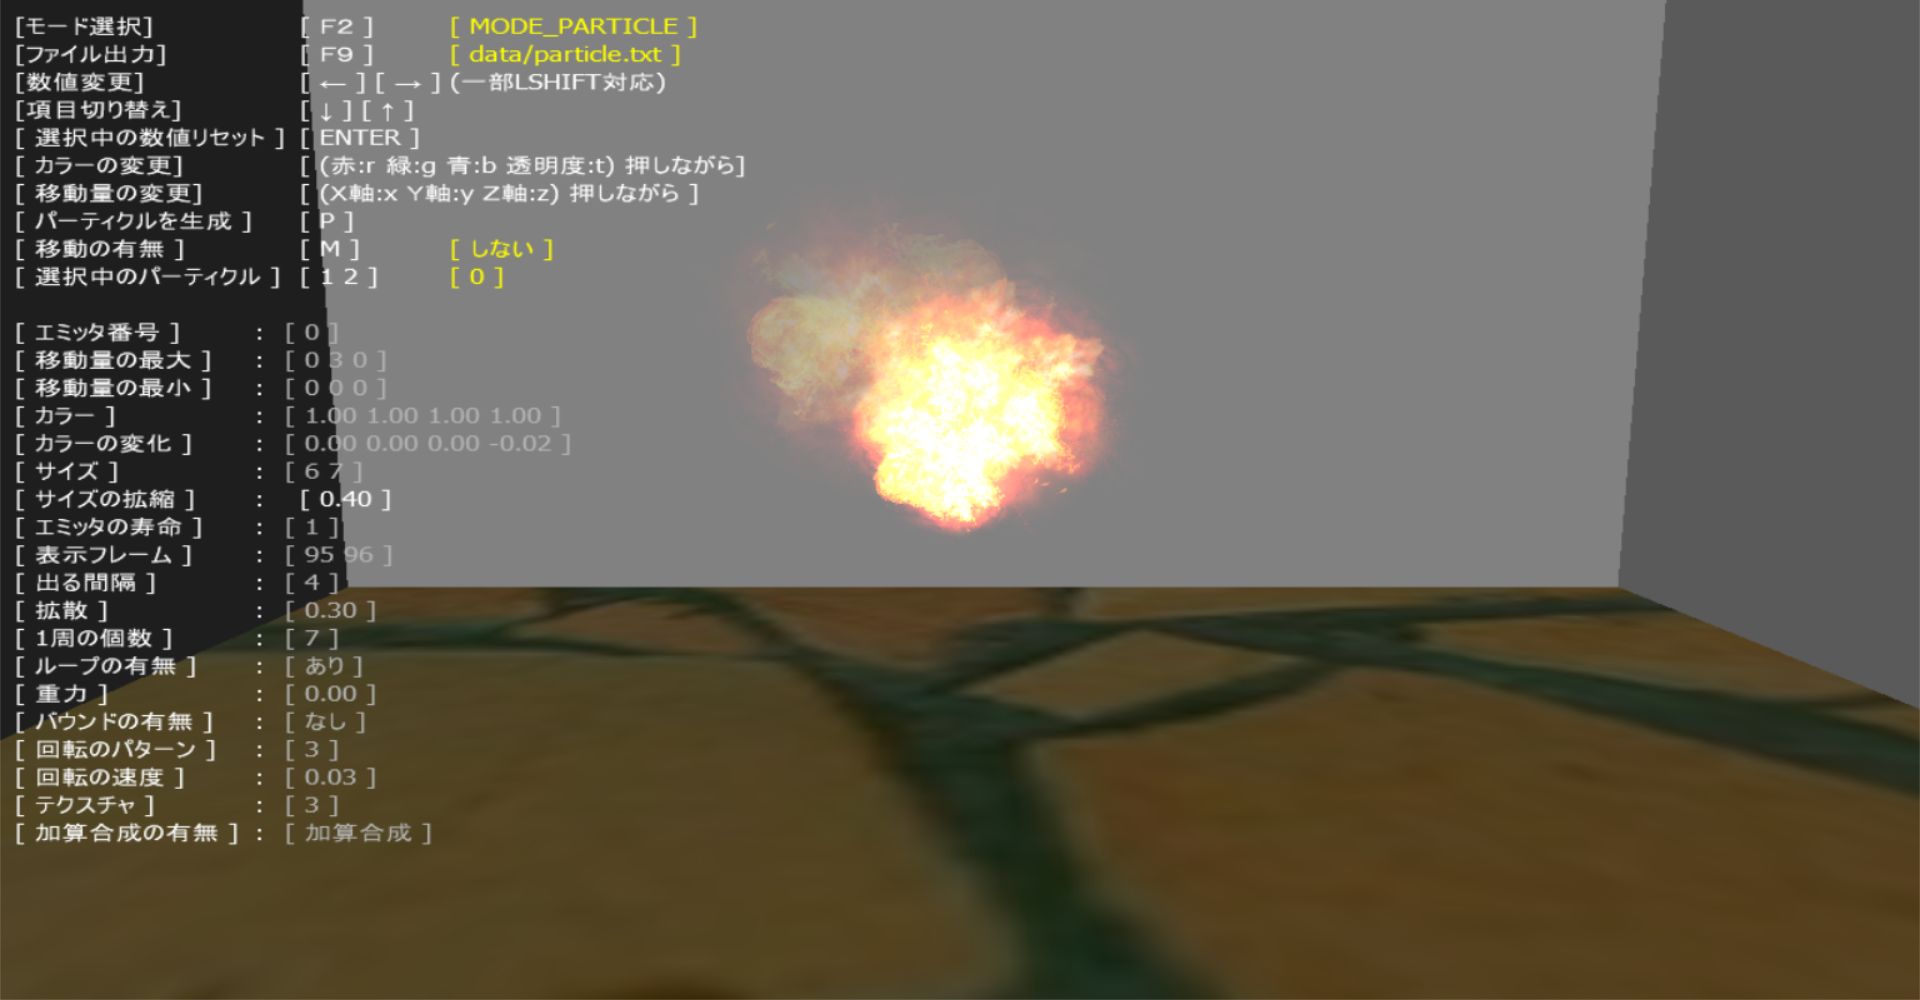 [モード選択] [ F2 ] [ MODE_PARTICLE ]
[ファイル出力] [ F9 ] [ data/particle.txt ]
[数値変更] [ ← ] [ → ] (一部LSHIFT対応)
[項目切り替え] [ ↓ ] [ ↑ ]
[ 選択中の数値リセット ] [ ENTER ]
[ カラーの変更] [ (赤:r 緑:g 青:b 透明度:t) 押しながら]
[ 移動量の変更] [ (X軸:x Y軸:y Z軸:z) 押しながら ]
[ パーティクルを生成 ] [ P ]
[ 移動の有無 ] [ M ] [ しない ]
[ 選択中のパーティクル ] [ 1 2 ] [ 0 ]
[ エミッタ番号 ] : [ 0 ]
[ 移動量の最大 ] : [ 0 3 0 ]
[ 移動量の最小 ] : [ 0 0 0 ]
[ カラー ] : [ 1.00 1.00 1.00 1.00 ]
[ カラーの変化 ] : [ 0.00 0.00 0.00 -0.02 ]
[ サイズ ] : [ 6 7 ]
[ サイズの拡縮 ] : [ 0.40 ]
[ エミッタの寿命 ] : [ 1 ]
[ 表示フレーム ] : [ 95 96 ]
[ 出る間隔 ] : [ 4 ]
[ 拡散 ] : [ 0.30 ]
[ 1周の個数 ] : [ 7 ]
[ ループの有無 ] : [ あり ]
[ 重力 ] : [ 0.00 ]
[ バウンドの有無 ] : [ なし ]
[ 回転のパターン ] : [ 3 ]
[ 回転の速度 ] : [ 0.03 ]
[ テクスチャ ] : [ 3 ]
[ 加算合成の有無 ] : [ 加算合成 ]